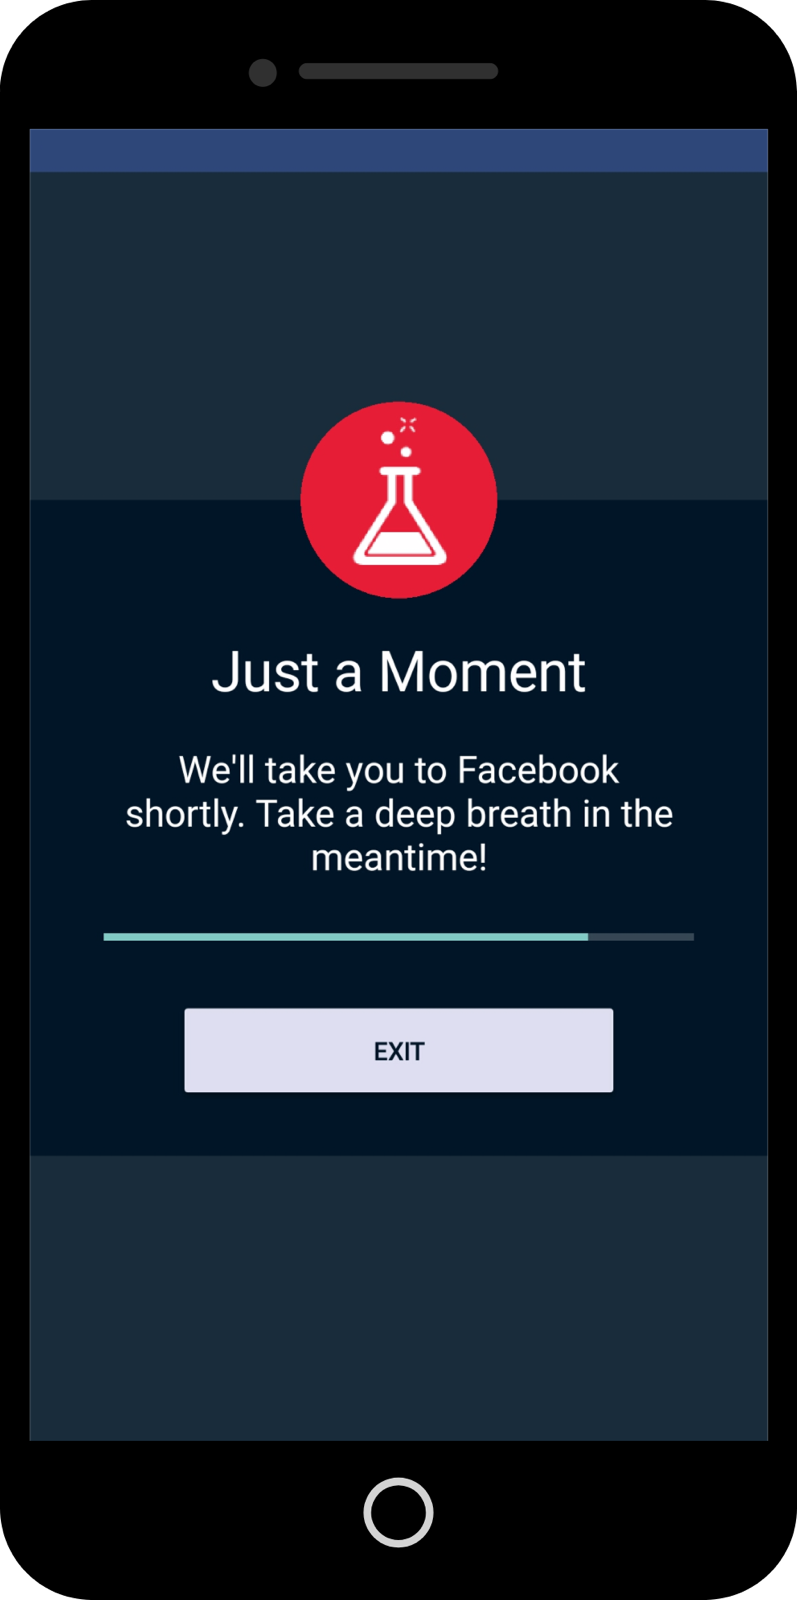 Just a Moment
We'll take you to Facebook
shortly. Take a deep breath in the
meantime!
EXIT